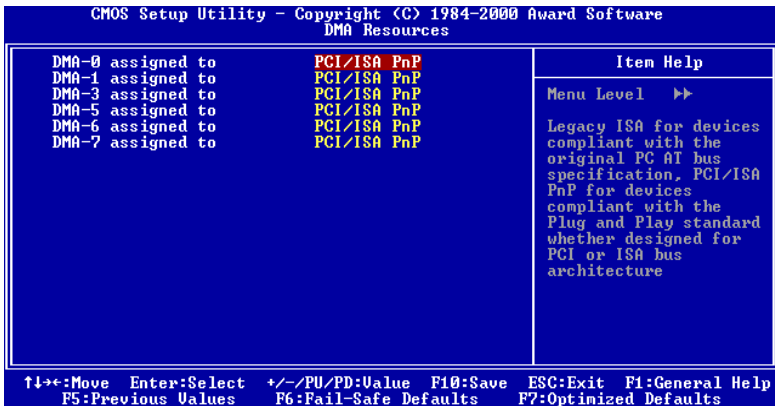 CMOS Setup Utility - Copyright (C) 1984-2000 Award Software
DMA Resources
DMA-0 assigned to PCI/ISA PnP
DMA-1 assigned to PCI/ISA PnP
DMA-3 assigned to PCI/ISA PnP
DMA-5 assigned to PCI/ISA PnP
DMA-6 assigned to PCI/ISA PnP
DMA-7 assigned to PCI/ISA PnP
Item Help
Menu Level ▸▸
Legacy ISA for devices
compliant with the
original PC AT bus
specification, PCI/ISA
PnP for devices
compliant with the
Plug and Play standard
whether designed for
PCI or ISA bus
architecture
↑↓→←:Move Enter:Select +/-/PU/PD:Value F10:Save ESC:Exit F1:General Help
F5:Previous Values F6:Fail-Safe Defaults F7:Optimized Defaults